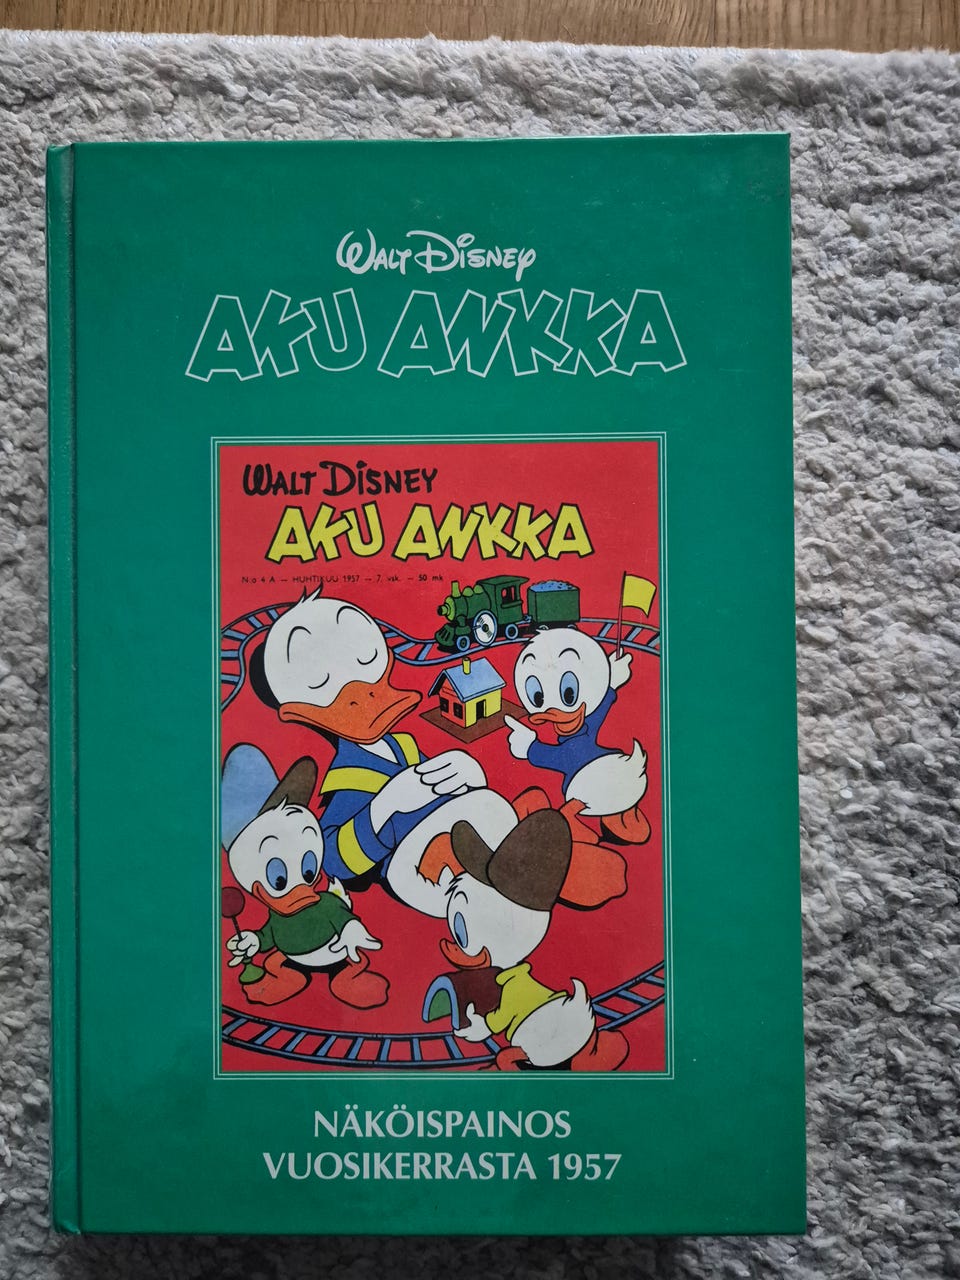 WALT DISNEY
AKU ANKKA
WALT DISNEY
AKU ANKKA
N:o 4 A — HUHTIKUU 1957 — 7. vsk. — 50 mk
NÄKÖISPAINOS
VUOSIKERRASTA 1957